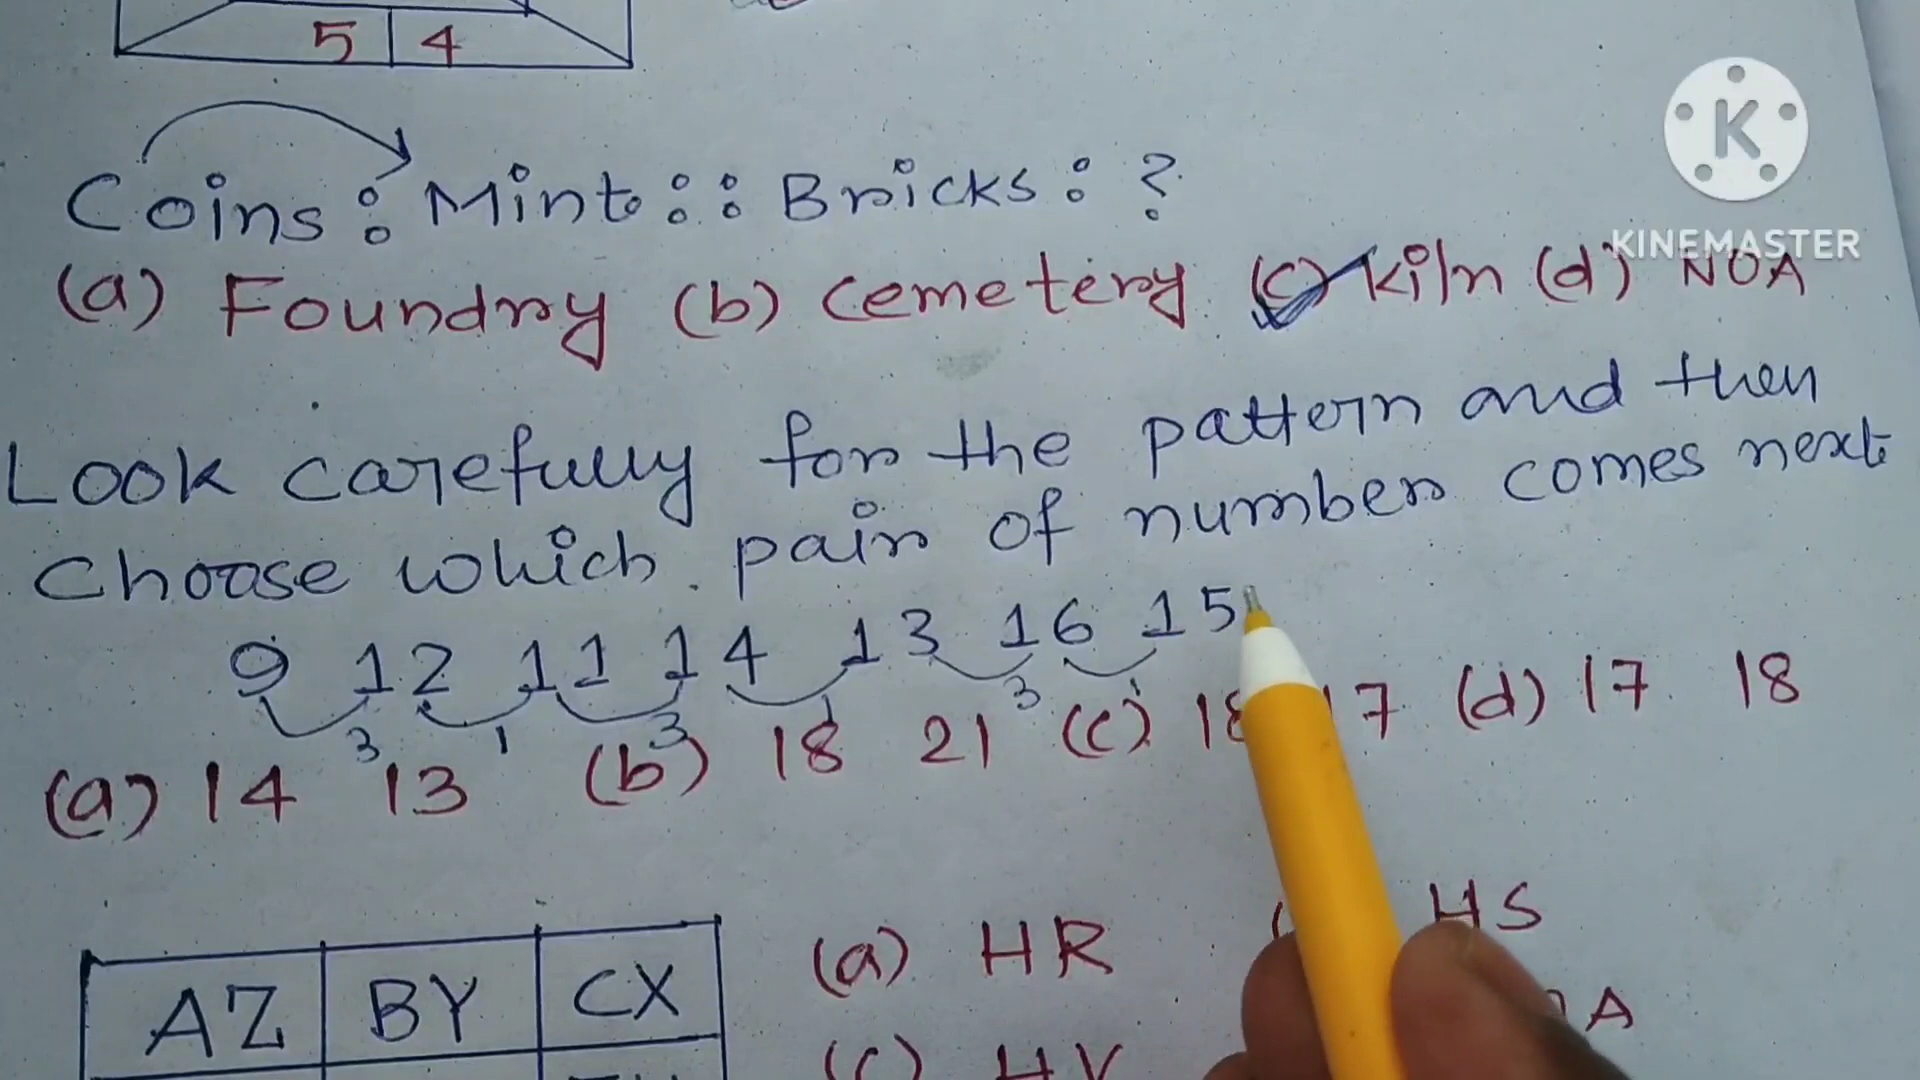 5 4
K
KINEMASTER
Coins : Mint :: Bricks : ?
(a) Foundry (b) Cemetery (c) kiln (d) NOA
Look carefully for the pattern and then
Choose which pair of number comes next.
9 12 11 14 13 16 15
3 1 3 1 3 1
(a) 14 13 (b) 18 21 (c) 18 17 (d) 17 18
AZ BY CX
(a) HR HS
(c) HV